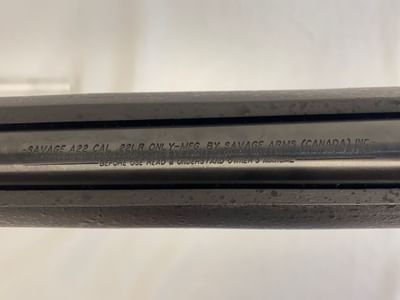 -SAVAGE A22 CAL .22LR ONLY-MFG. BY SAVAGE ARMS (CANADA) INC.
BEFORE USE READ & UNDERSTAND OWNER'S MANUAL